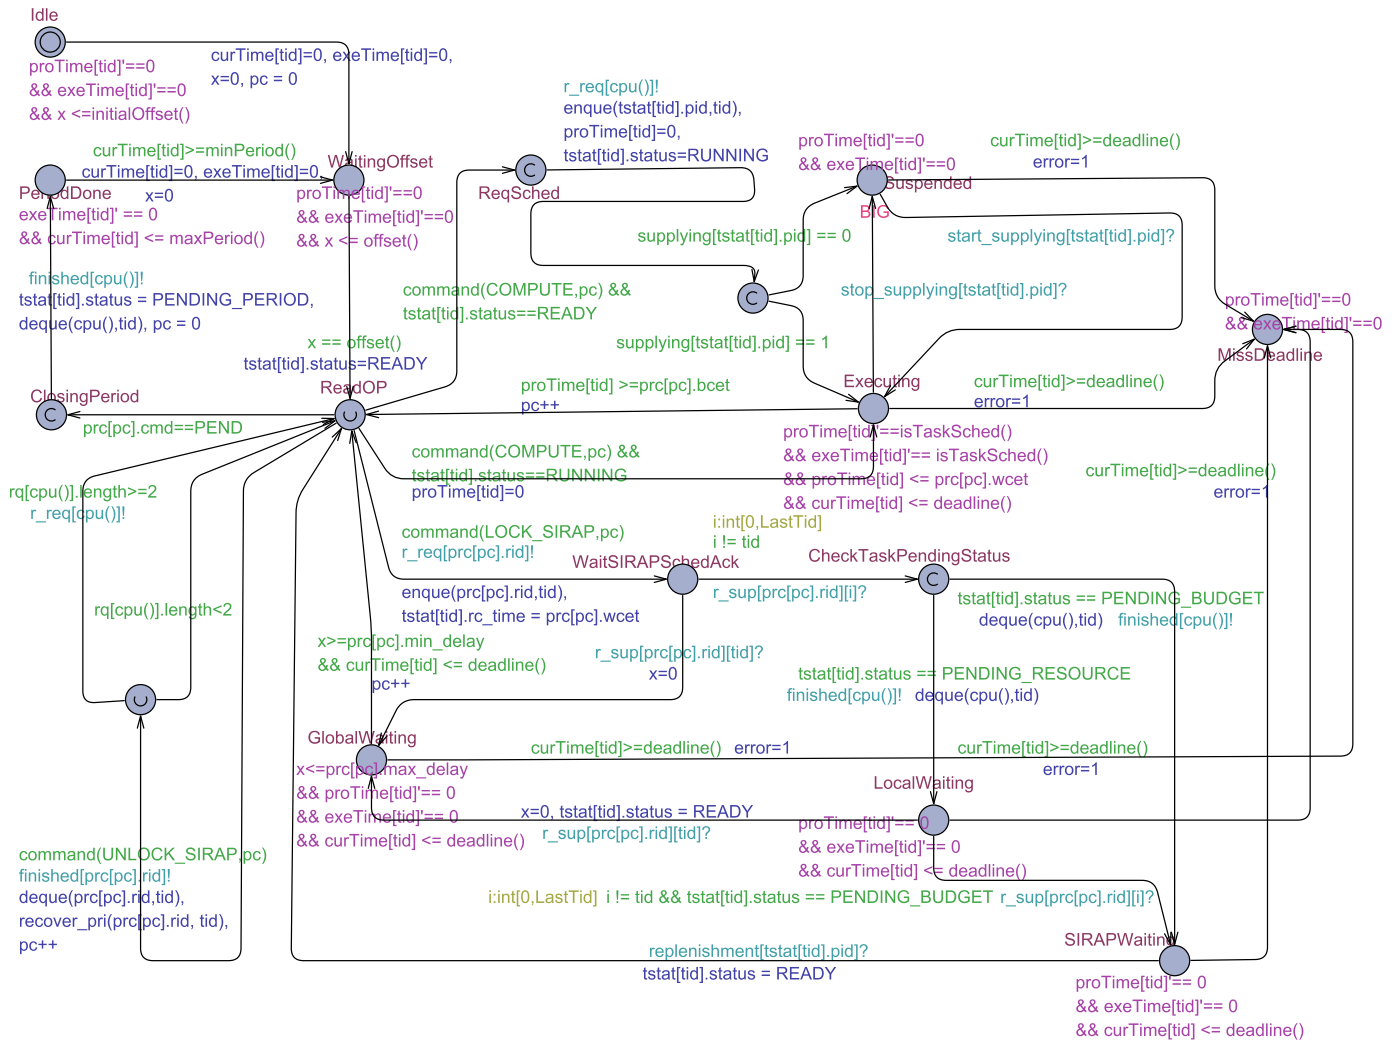 Idle
curTime[tid]=0, exeTime[tid]=0,
x=0, pc = 0
proTime[tid]'==0
&& exeTime[tid]'==0
&& x <=initialOffset()
r_req[cpu()]!
enque(tstat[tid].pid,tid),
proTime[tid]=0,
tstat[tid].status=RUNNING
curTime[tid]>=minPeriod()
curTime[tid]=0, exeTime[tid]=0,
x=0
WaitingOffset
proTime[tid]'==0
&& exeTime[tid]'==0
&& x <= offset()
PeriodDone
exeTime[tid]' == 0
&& curTime[tid] <= maxPeriod()
ReqSched
proTime[tid]'==0
&& exeTime[tid]'==0
Suspended
BIG
curTime[tid]>=deadline()
error=1
supplying[tstat[tid].pid] == 0
start_supplying[tstat[tid].pid]?
stop_supplying[tstat[tid].pid]?
finished[cpu()]!
tstat[tid].status = PENDING_PERIOD,
deque(cpu(),tid), pc = 0
command(COMPUTE,pc) &&
tstat[tid].status==READY
x == offset()
tstat[tid].status=READY
supplying[tstat[tid].pid] == 1
proTime[tid]'==0
&& exeTime[tid]'==0
MissDeadline
ClosingPeriod
ReadOP
proTime[tid] >=prc[pc].bcet
pc++
Executing
curTime[tid]>=deadline()
error=1
prc[pc].cmd==PEND
command(COMPUTE,pc) &&
tstat[tid].status==RUNNING
proTime[tid]=0
proTime[tid]'==isTaskSched()
&& exeTime[tid]'== isTaskSched()
&& proTime[tid] <= prc[pc].wcet
&& curTime[tid] <= deadline()
curTime[tid]>=deadline()
error=1
rq[cpu()].length>=2
r_req[cpu()]!
command(LOCK_SIRAP,pc)
r_req[prc[pc].rid]!
i:int[0,LastTid]
i != tid
WaitSIRAPSchedAck
CheckTaskPendingStatus
enque(prc[pc].rid,tid),
tstat[tid].rc_time = prc[pc].wcet
r_sup[prc[pc].rid][i]?
tstat[tid].status == PENDING_BUDGET
deque(cpu(),tid)
finished[cpu()]!
rq[cpu()].length<2
x>=prc[pc].min_delay
&& curTime[tid] <= deadline()
pc++
r_sup[prc[pc].rid][tid]?
x=0
tstat[tid].status == PENDING_RESOURCE
finished[cpu()]!
deque(cpu(),tid)
GlobalWaiting
curTime[tid]>=deadline()
error=1
curTime[tid]>=deadline()
error=1
x<=prc[pc].max_delay
&& proTime[tid]'== 0
&& exeTime[tid]'== 0
&& curTime[tid] <= deadline()
LocalWaiting
x=0, tstat[tid].status = READY
r_sup[prc[pc].rid][tid]?
proTime[tid]'== 0
&& exeTime[tid]'== 0
&& curTime[tid] <= deadline()
command(UNLOCK_SIRAP,pc)
finished[prc[pc].rid]!
deque(prc[pc].rid,tid),
recover_pri(prc[pc].rid, tid),
pc++
i:int[0,LastTid]
i != tid && tstat[tid].status == PENDING_BUDGET
r_sup[prc[pc].rid][i]?
SIRAPWaiting
replenishment[tstat[tid].pid]?
tstat[tid].status = READY
proTime[tid]'== 0
&& exeTime[tid]'== 0
&& curTime[tid] <= deadline()